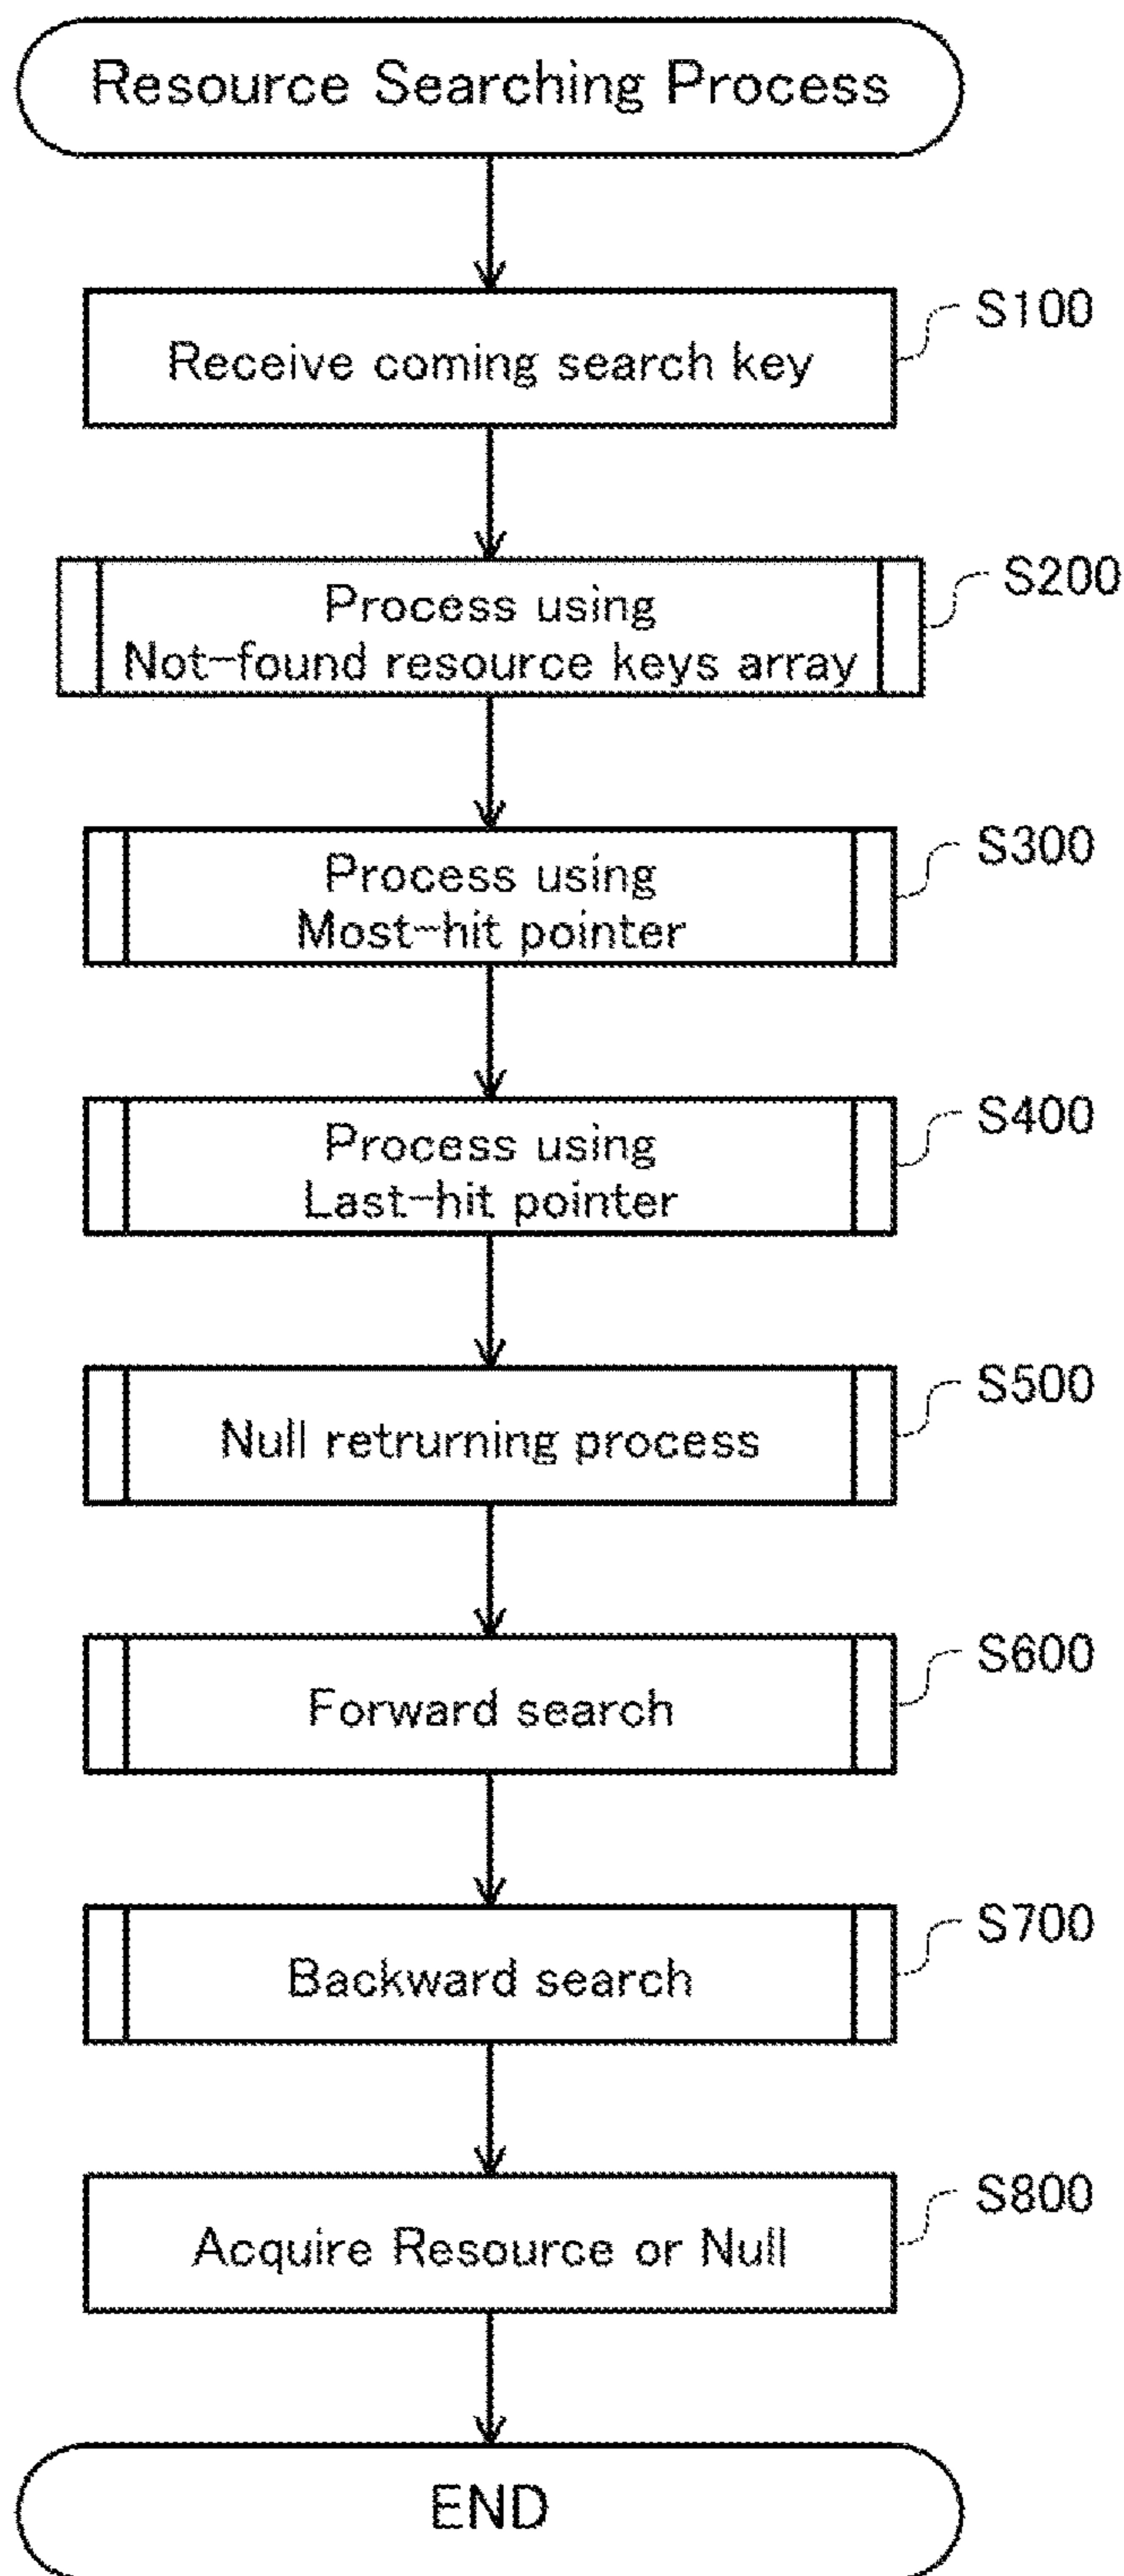 Resource Searching Process
Receive coming search key
S100
Process using
Not-found resource keys array
S200
Process using
Most-hit pointer
S300
Process using
Last-hit pointer
S400
Null retrurning process
S500
Forward search
S600
Backward search
S700
Acquire Resource or Null
S800
END